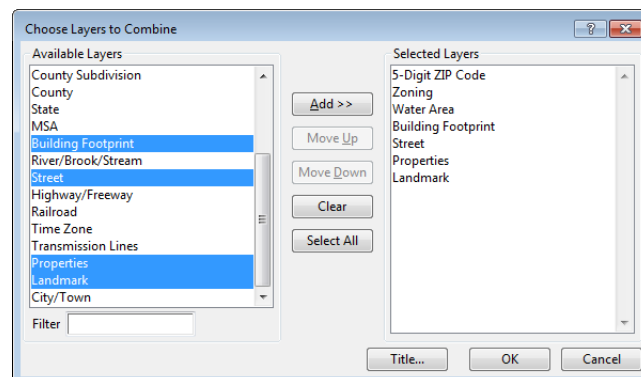 Choose Layers to Combine
Available Layers
County Subdivision
County
State
MSA
Building Footprint
River/Brook/Stream
Street
Highway/Freeway
Railroad
Time Zone
Transmission Lines
Properties
Landmark
City/Town
Filter
Add >>
Move Up
Move Down
Clear
Select All
Selected Layers
5-Digit ZIP Code
Zoning
Water Area
Building Footprint
Street
Properties
Landmark
Title...
OK
Cancel